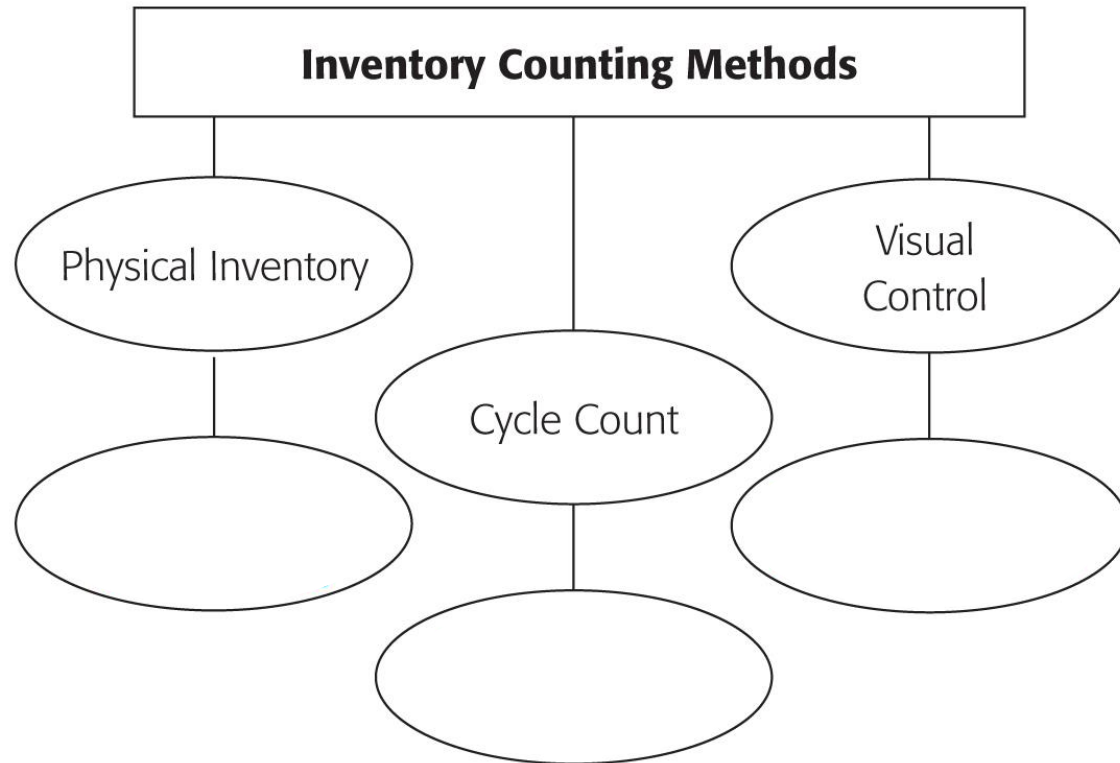 Inventory Counting Methods
Physical Inventory
Visual
Control
Cycle Count